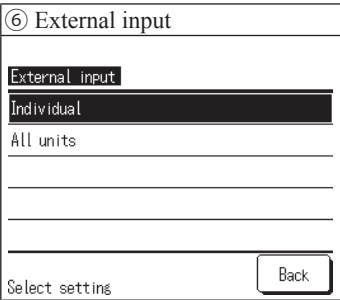 ⑥ External input
External input
Individual
All units
Back
Select setting